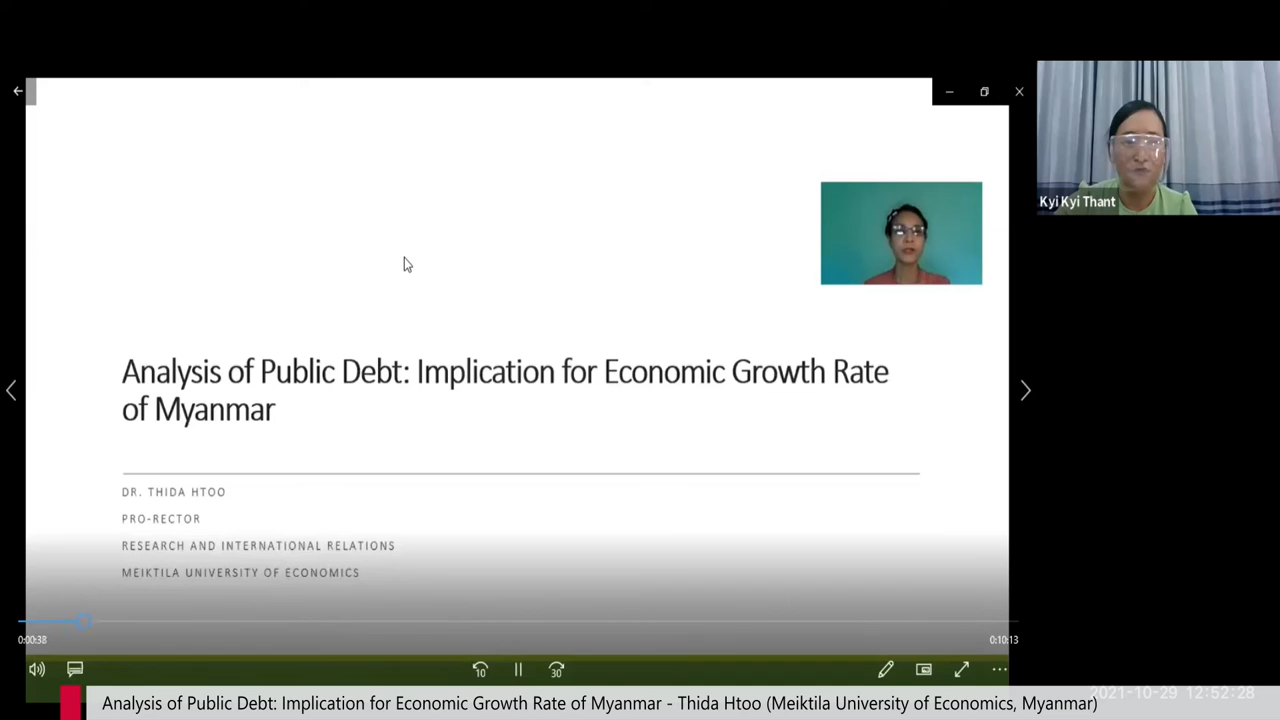 Kyi Kyi Thant
Analysis of Public Debt: Implication for Economic Growth Rate
of Myanmar
DR. THIDA HTOO
PRO-RECTOR
RESEARCH AND INTERNATIONAL RELATIONS
MEIKTILA UNIVERSITY OF ECONOMICS
0:00:38
0:10:13
10
30
2021-10-29 12:52:28
Analysis of Public Debt: Implication for Economic Growth Rate of Myanmar - Thida Htoo (Meiktila University of Economics, Myanmar)